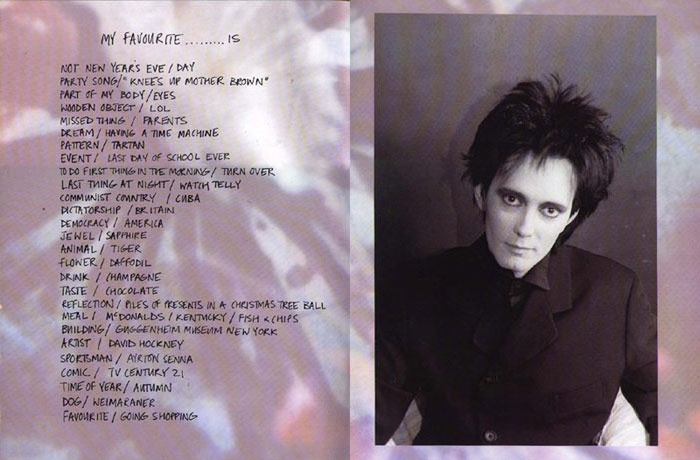 MY FAVOURITE.........IS
NOT NEW YEAR'S EVE / DAY
PARTY SONG/ "KNEES UP MOTHER BROWN"
PART OF MY BODY / EYES
WOODEN OBJECT / LOL
MISSED THING / PARENTS
DREAM / HAVING A TIME MACHINE
PATTERN / TARTAN
EVENT / LAST DAY OF SCHOOL EVER
TO DO FIRST THING IN THE MORNING / TURN OVER
LAST THING AT NIGHT / WATCH TELLY
COMMUNIST COUNTRY / CUBA
DICTATORSHIP / BRITAIN
DEMOCRACY / AMERICA
JEWEL / SAPPHIRE
ANIMAL / TIGER
FLOWER / DAFFODIL
DRINK / CHAMPAGNE
TASTE / CHOCOLATE
REFLECTION / PILES OF PRESENTS IN A CHRISTMAS TREE BALL
MEAL / McDONALDS / KENTUCKY / FISH & CHIPS
BUILDING / GUGGENHEIM MUSEUM NEW YORK
ARTIST / DAVID HOCKNEY
SPORTSMAN / AYRTON SENNA
COMIC / TV CENTURY 21
TIME OF YEAR / AUTUMN
DOG / WEIMARANER
FAVOURITE / GOING SHOPPING